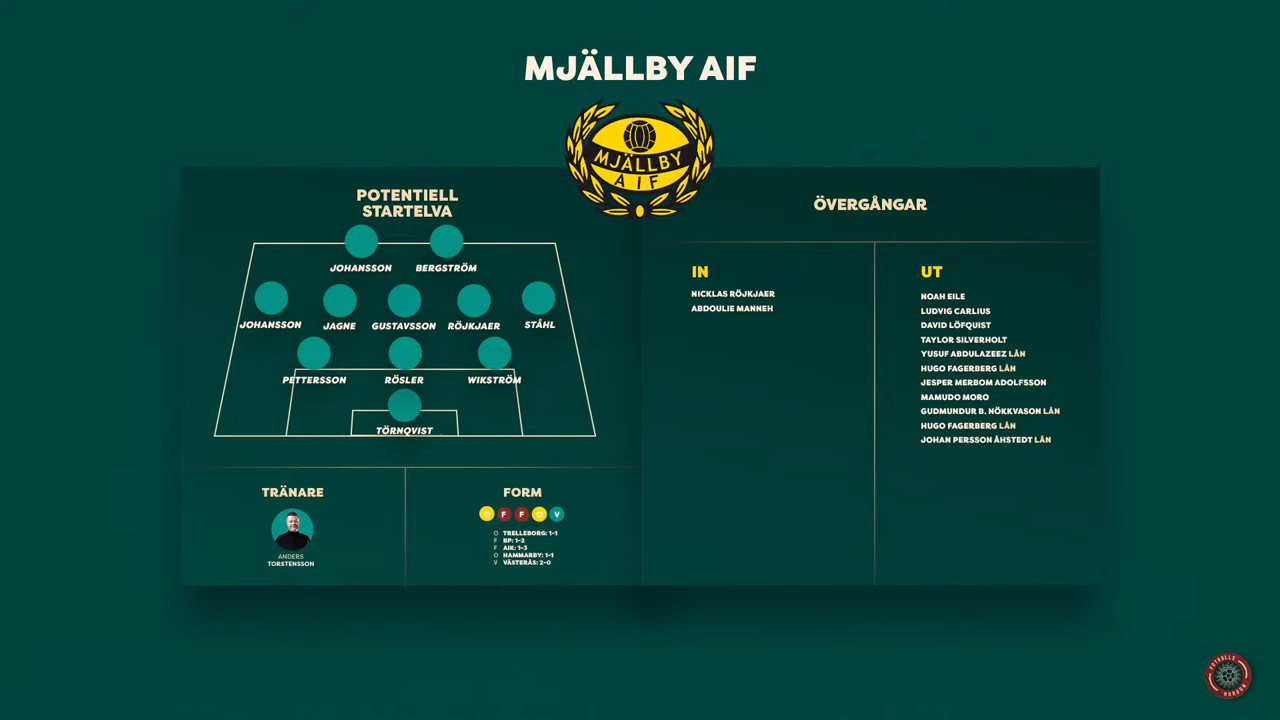 MJÄLLBY AIF
MJÄLLBY
AIF
POTENTIELL
STARTELVA
JOHANSSON BERGSTRÖM
JOHANSSON JAGNE GUSTAVSSON RÖJKJAER STÅHL
PETTERSSON RÖSLER WIKSTRÖM
TÖRNQVIST
TRÄNARE
ANDERS
TORSTENSSON
FORM
O F F O V
O TRELLEBORG: 1-1
F BP: 1-2
F AIK: 1-3
O HAMMARBY: 1-1
V VÄSTERÅS: 2-0
ÖVERGÅNGAR
IN
NICKLAS RÖJKJAER
ABDOULIE MANNEH
UT
NOAH EILE
LUDVIG CARLIUS
DAVID LÖFQUIST
TAYLOR SILVERHOLT
YUSUF ABDULAZEEZ LÅN
HUGO FAGERBERG LÅN
JESPER MERBOM ADOLFSSON
MAMUDO MORO
GUDMUNDUR B. NÖKKVASON LÅN
HUGO FAGERBERG LÅN
JOHAN PERSSON ÅHSTEDT LÅN
FOTBOLLS
KORRON